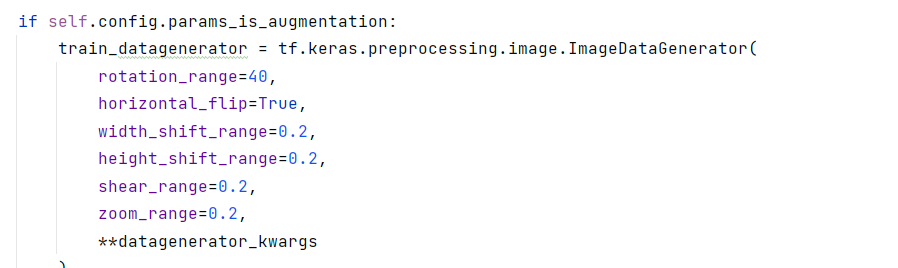 if self.config.params_is_augmentation:
    train_datagenerator = tf.keras.preprocessing.image.ImageDataGenerator(
        rotation_range=40,
        horizontal_flip=True,
        width_shift_range=0.2,
        height_shift_range=0.2,
        shear_range=0.2,
        zoom_range=0.2,
        **datagenerator_kwargs
    )